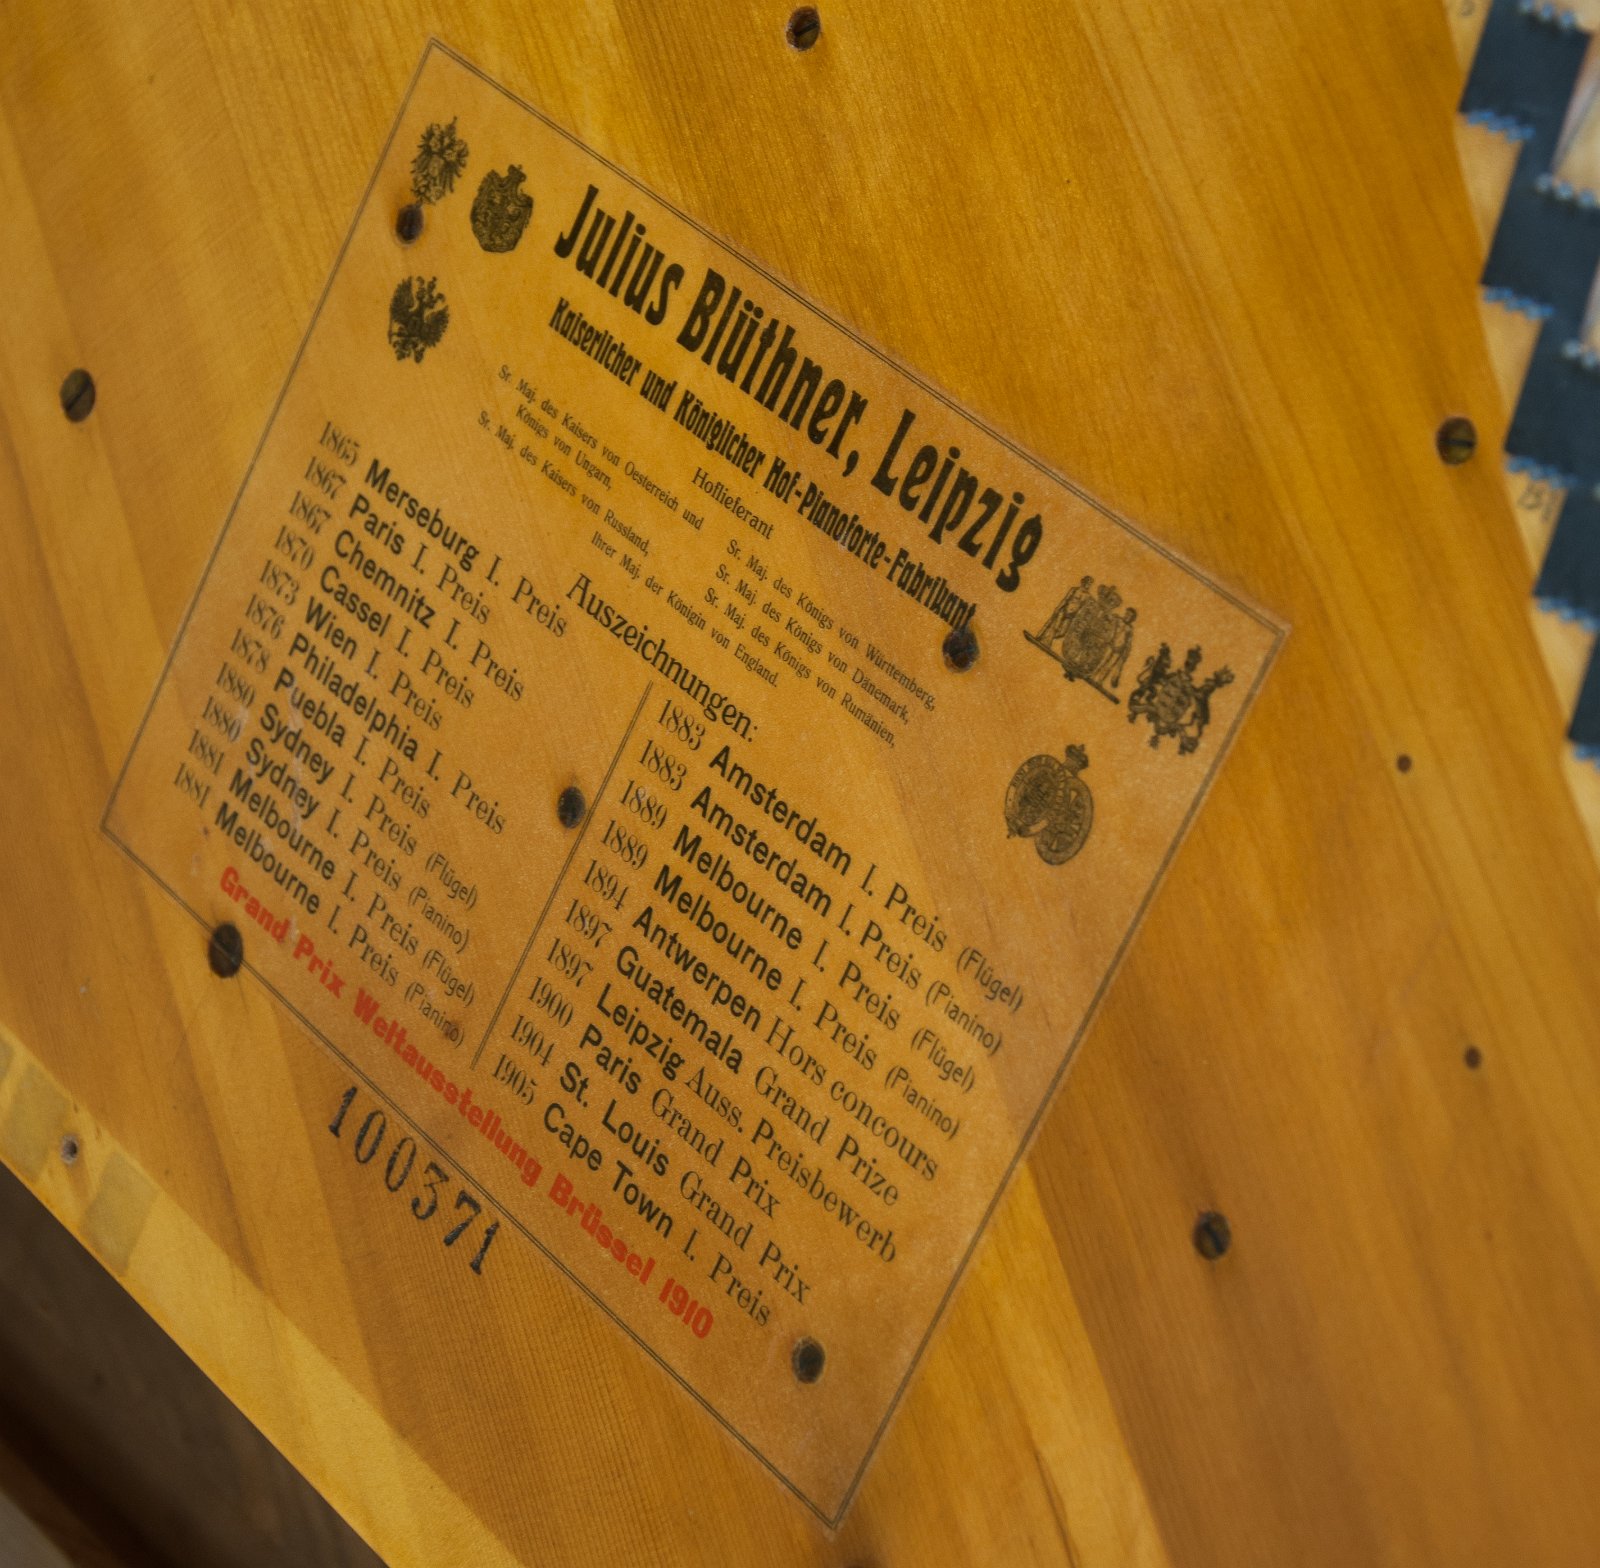 Julius Blüthner, Leipzig
Kaiserlicher und Königlicher Hof-Pianoforte-Fabrikant
Hoflieferant
Sr. Maj. des Kaisers von Oesterreich und
Königs von Ungarn,
Sr. Maj. des Kaisers von Russland,
Sr. Maj. des Königs von Württemberg,
Sr. Maj. des Königs von Dänemark,
Sr. Maj. des Königs von Rumänien,
Ihrer Maj. der Königin von England.
Auszeichnungen:
1865 Merseburg I. Preis
1867 Paris I. Preis
1867 Chemnitz I. Preis
1870 Cassel I. Preis
1873 Wien I. Preis
1876 Philadelphia I. Preis
1878 Puebla I. Preis
1880 Sydney I. Preis (Flügel)
1880 Sydney I. Preis (Pianino)
1881 Melbourne I. Preis (Flügel)
1881 Melbourne I. Preis (Pianino)
1883 Amsterdam I. Preis (Flügel)
1883 Amsterdam I. Preis (Pianino)
1889 Melbourne I. Preis (Flügel)
1889 Melbourne I. Preis (Pianino)
1894 Antwerpen Hors concours
1897 Guatemala Grand Prize
1897 Leipzig Auss. Preisbewerb
1900 Paris Grand Prix
1904 St. Louis Grand Prix
1905 Cape Town I. Preis
Grand Prix Weltausstellung Brüssel 1910
100371